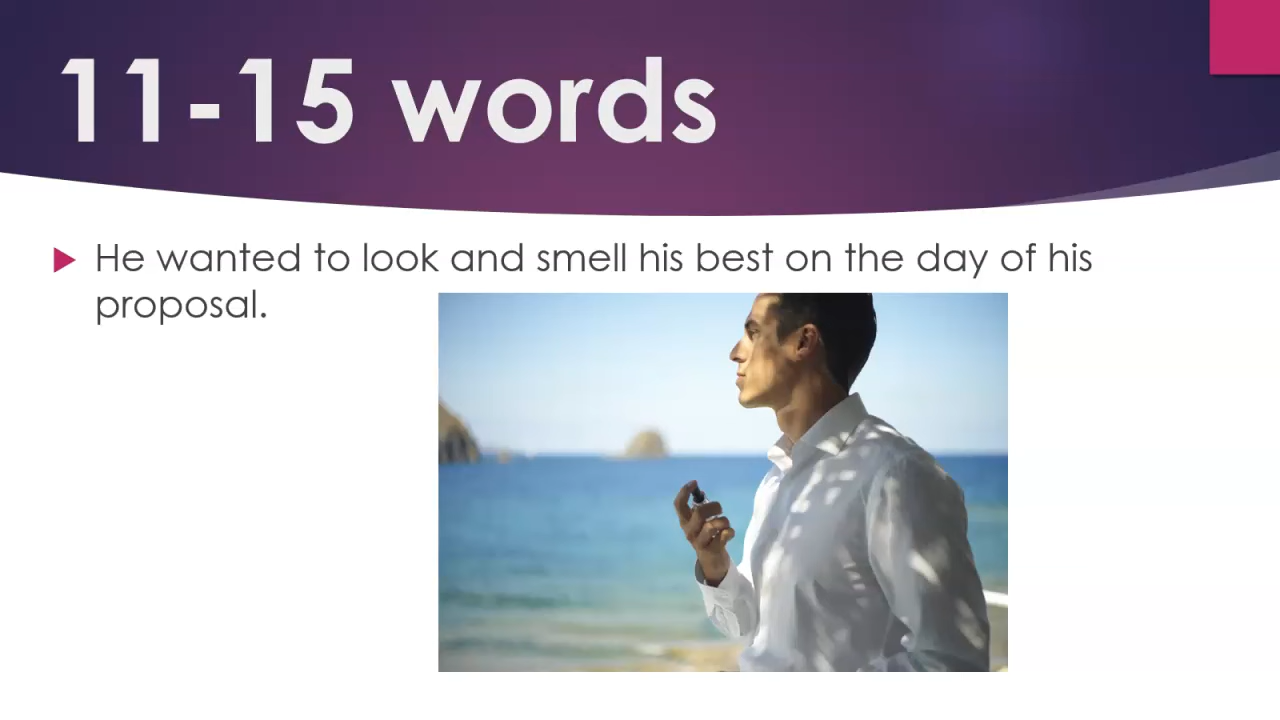 11-15 words
He wanted to look and smell his best on the day of his
proposal.